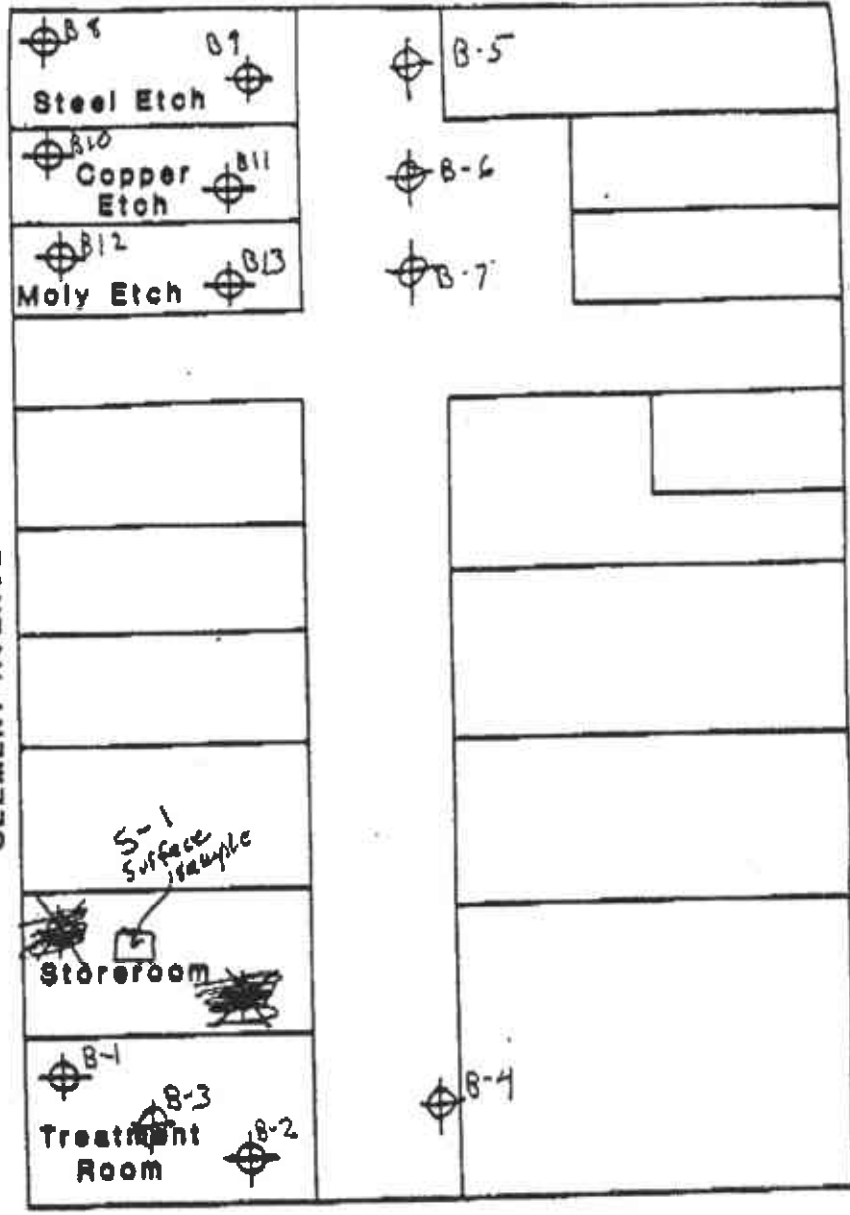 B8
B9
B-5
Steel Etch
B10
B11
B-6
Copper
Etch
B12
B13
B-7
Moly Etch
S-1
Surface
sample
Storeroom
B-1
B-3
B-4
B-2
Treatment
Room